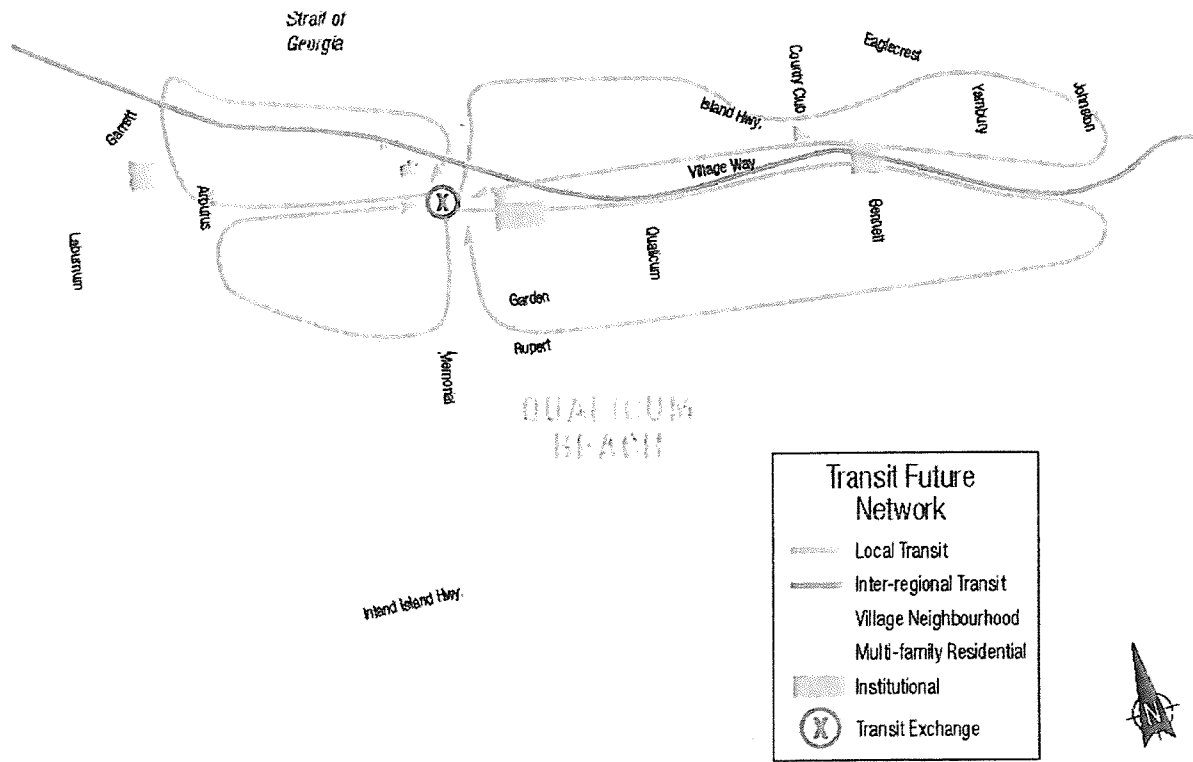 Strait of
Georgia
Eaglecrest
Country Club
Island Hwy.
Yambury
Johnston
Garrett
Village Way
Arbutus
Laburnum
Qualicum
Bennett
Garden
Rupert
Memorial
QUALICUM
BEACH
Inland Island Hwy.
Transit Future
Network
Local Transit
Inter-regional Transit
Village Neighbourhood
Multi-family Residential
Institutional
X Transit Exchange
X
N